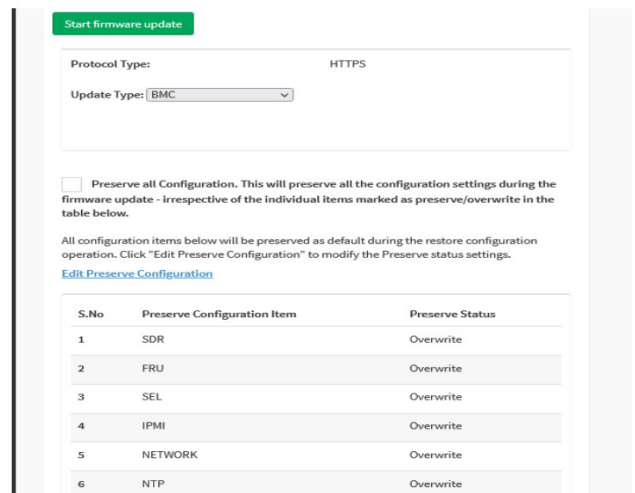 Start firmware update
Protocol Type: HTTPS
Update Type: BMC
Preserve all Configuration. This will preserve all the configuration settings during the
firmware update - irrespective of the individual items marked as preserve/overwrite in the
table below.
All configuration items below will be preserved as default during the restore configuration
operation. Click "Edit Preserve Configuration" to modify the Preserve status settings.
Edit Preserve Configuration
S.No Preserve Configuration Item Preserve Status
1 SDR Overwrite
2 FRU Overwrite
3 SEL Overwrite
4 IPMI Overwrite
5 NETWORK Overwrite
6 NTP Overwrite